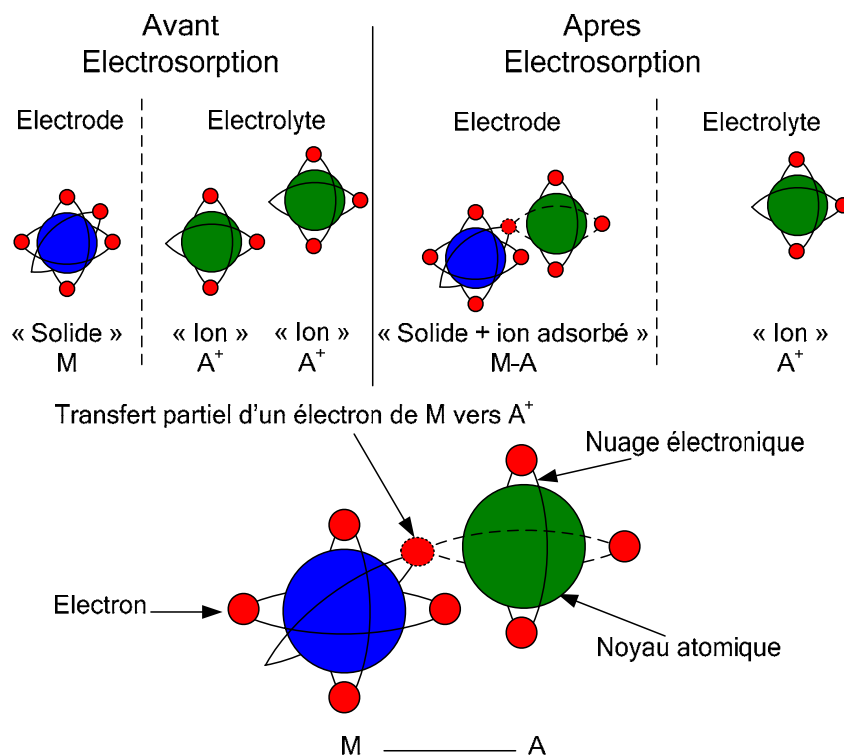 Avant
Electrosorption
Apres
Electrosorption
Electrode
Electrolyte
Electrode
Electrolyte
« Solide »
M
« Ion »
A+
« Ion »
A+
« Solide + ion adsorbé »
M-A
« Ion »
A+
Transfert partiel d'un électron de M vers A+
Nuage électronique
Electron
Noyau atomique
M
A